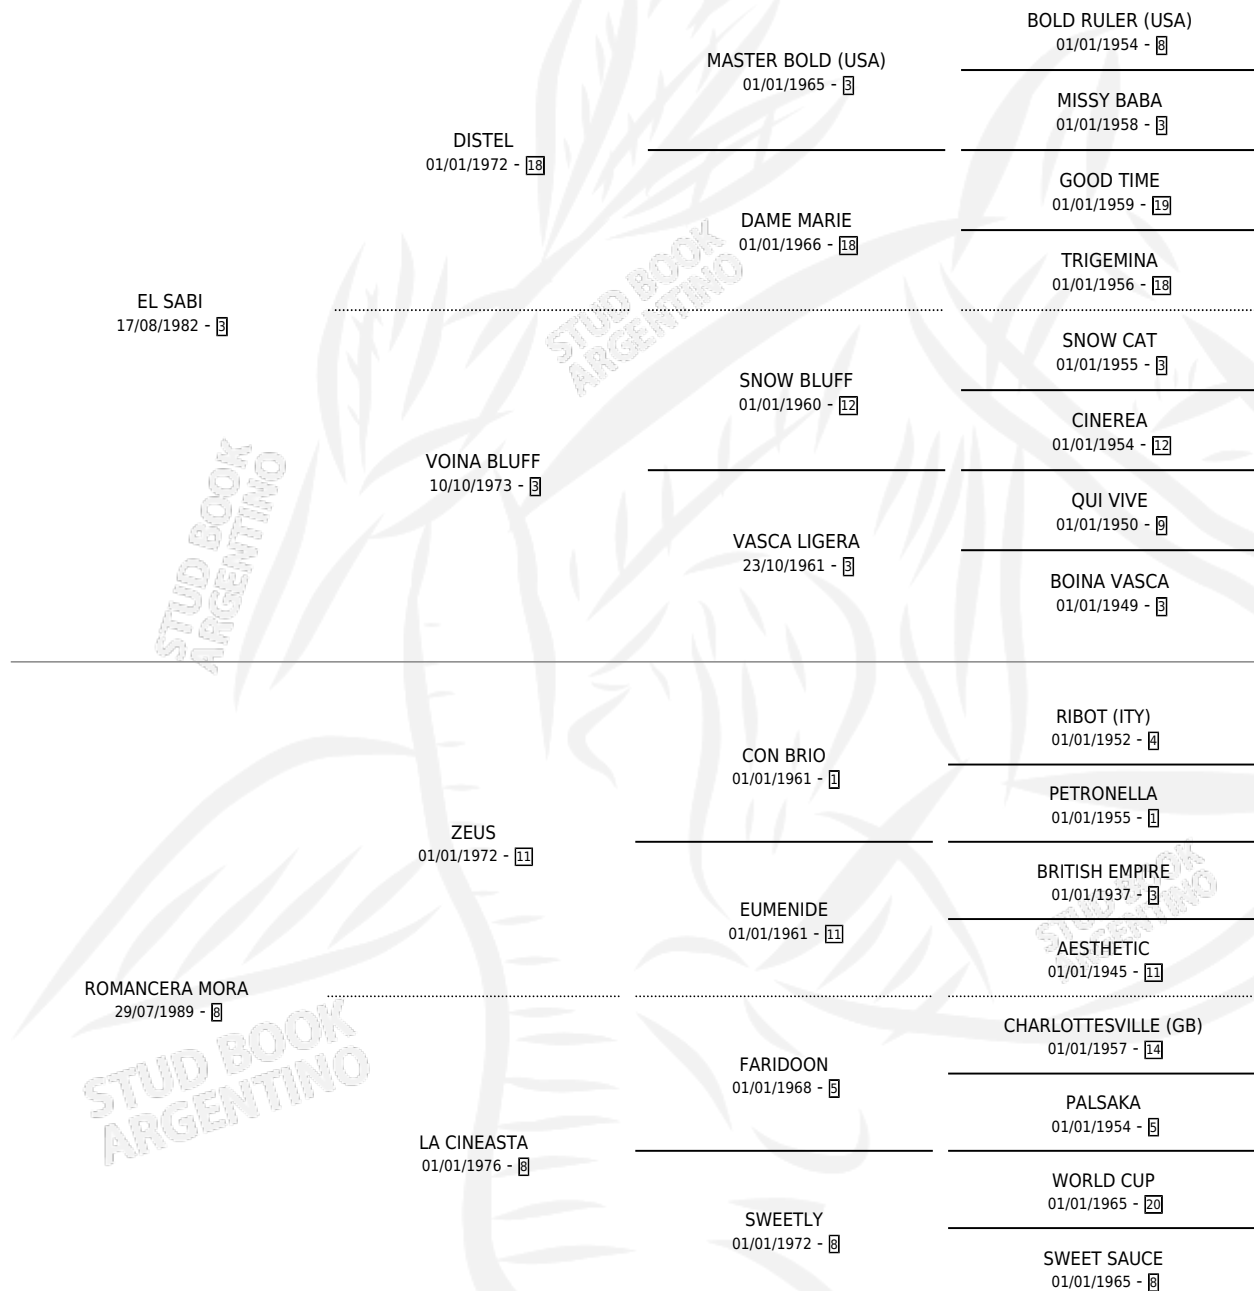 BOLD RULER (USA)
01/01/1954 - 8
MASTER BOLD (USA)
01/01/1965 - 3
MISSY BABA
01/01/1958 - 3
DISTEL
01/01/1972 - 18
GOOD TIME
01/01/1959 - 19
DAME MARIE
01/01/1966 - 18
TRIGEMINA
01/01/1956 - 18
EL SABI
17/08/1982 - 3
STUD BOOK
ARGENTINO
SNOW CAT
01/01/1955 - 3
SNOW BLUFF
01/01/1960 - 12
CINEREA
01/01/1954 - 12
VOINA BLUFF
10/10/1973 - 3
QUI VIVE
01/01/1950 - 9
VASCA LIGERA
23/10/1961 - 3
BOINA VASCA
01/01/1949 - 3
STUD BOOK
ARGENTINO
RIBOT (ITY)
01/01/1952 - 4
CON BRIO
01/01/1961 - 1
PETRONELLA
01/01/1955 - 1
ZEUS
01/01/1972 - 11
BRITISH EMPIRE
01/01/1937 - 3
EUMENIDE
01/01/1961 - 11
STUD BOOK
ARGENTINO
AESTHETIC
01/01/1945 - 11
ROMANCERA MORA
29/07/1989 - 8
STUD BOOK
ARGENTINO
CHARLOTTESVILLE (GB)
01/01/1957 - 14
FARIDOON
01/01/1968 - 5
PALSAKA
01/01/1954 - 5
LA CINEASTA
01/01/1976 - 8
WORLD CUP
01/01/1965 - 20
SWEETLY
01/01/1972 - 8
SWEET SAUCE
01/01/1965 - 8